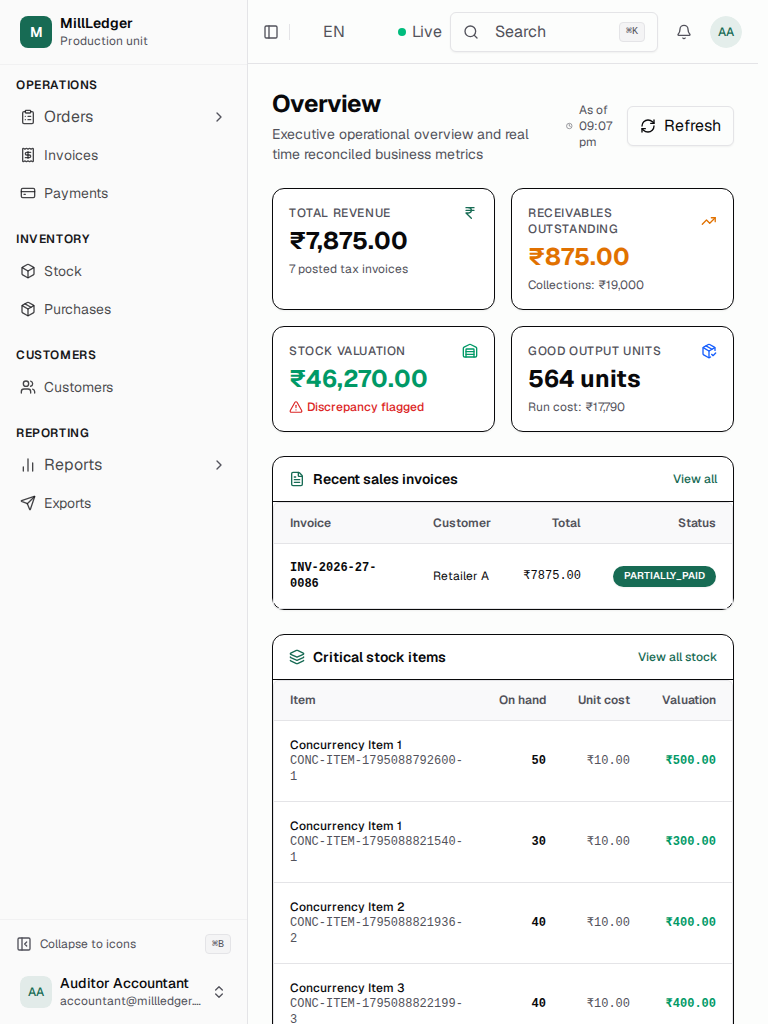 M
MillLedger
Production unit
OPERATIONS
Orders
Invoices
Payments
INVENTORY
Stock
Purchases
CUSTOMERS
Customers
REPORTING
Reports
Exports
Collapse to icons ⌘B
AA
Auditor Accountant
accountant@millledger....
EN
Live
Search ⌘K
AA
Overview
Executive operational overview and real
time reconciled business metrics
As of
09:07
pm
Refresh
TOTAL REVENUE
₹7,875.00
7 posted tax invoices
RECEIVABLES
OUTSTANDING
₹875.00
Collections: ₹19,000
STOCK VALUATION
₹46,270.00
Discrepancy flagged
GOOD OUTPUT UNITS
564 units
Run cost: ₹17,790
Recent sales invoices View all
Invoice Customer Total Status
INV-2026-27-
0086
Retailer A ₹7875.00 PARTIALLY_PAID
Critical stock items View all stock
Item On hand Unit cost Valuation
Concurrency Item 1
CONC-ITEM-1795088792600-
1
50 ₹10.00 ₹500.00
Concurrency Item 1
CONC-ITEM-1795088821540-
1
30 ₹10.00 ₹300.00
Concurrency Item 2
CONC-ITEM-1795088821936-
2
40 ₹10.00 ₹400.00
Concurrency Item 3
CONC-ITEM-1795088822199-
3
40 ₹10.00 ₹400.00